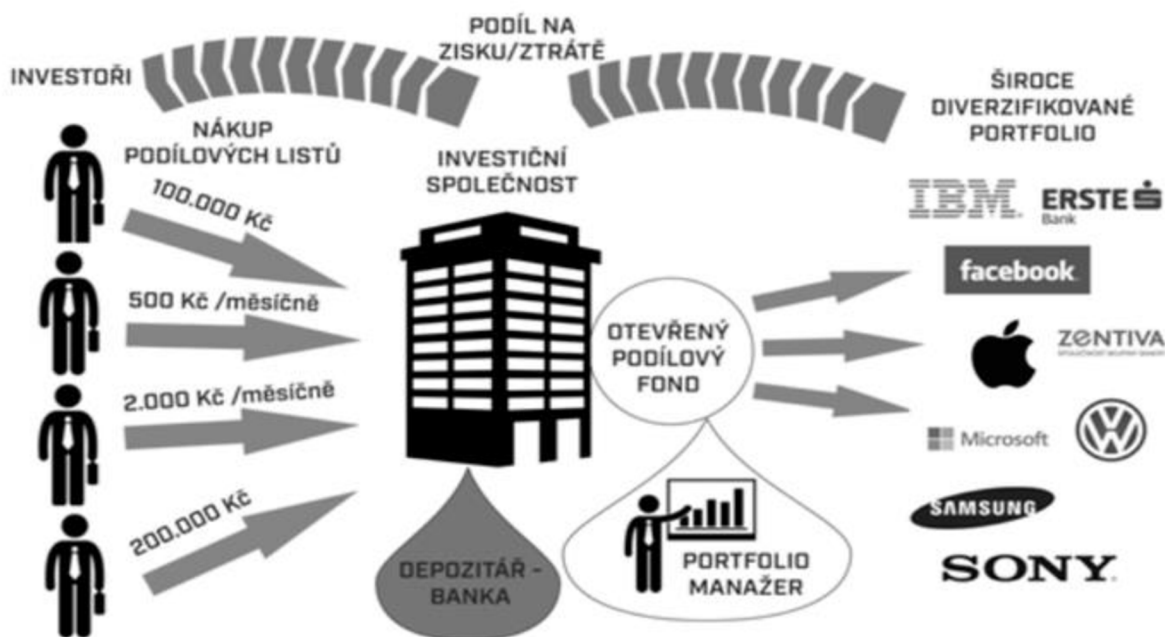 PODÍL NA
ZISKU/ZTRÁTĚ
INVESTOŘI
ŠIROCE
DIVERZIFIKOVANÉ
PORTFOLIO
NÁKUP
PODÍLOVÝCH LISTŮ
INVESTIČNÍ
SPOLEČNOST
100.000 Kč
500 Kč /měsíčně
2.000 Kč /měsíčně
200.000 Kč
OTEVŘENÝ
PODÍLOVÝ
FOND
DEPOZITÁŘ -
BANKA
PORTFOLIO
MANAŽER
IBM
ERSTE
Bank
facebook
ZENTIVA
Microsoft
SAMSUNG
SONY